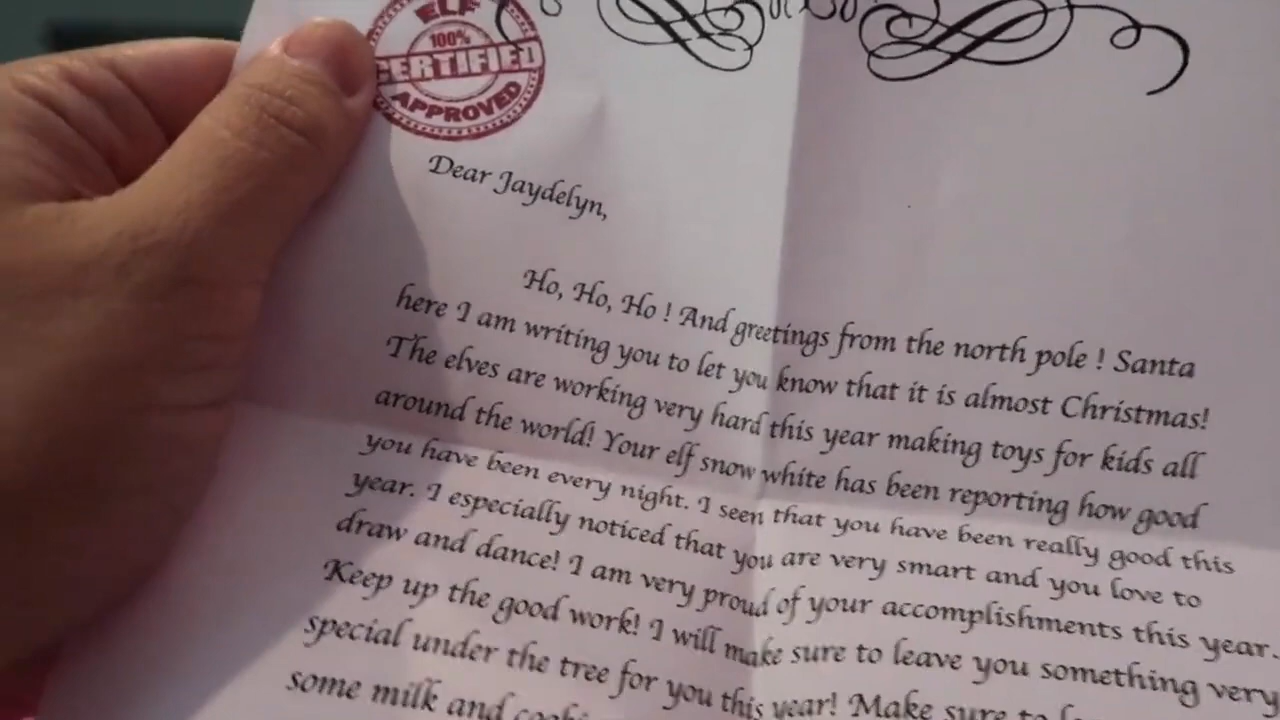 ELF
100%
CERTIFIED
APPROVED
Dear Jaydelyn,
Ho, Ho, Ho ! And greetings from the north pole ! Santa
here I am writing you to let you know that it is almost Christmas!
The elves are working very hard this year making toys for kids all
around the world! Your elf snow white has been reporting how good
you have been every night. I seen that you have been really good this
year. I especially noticed that you are very smart and you love to
draw and dance! I am very proud of your accomplishments this year.
Keep up the good work! I will make sure to leave you something very
special under the tree for you this year! Make sure to
some milk and